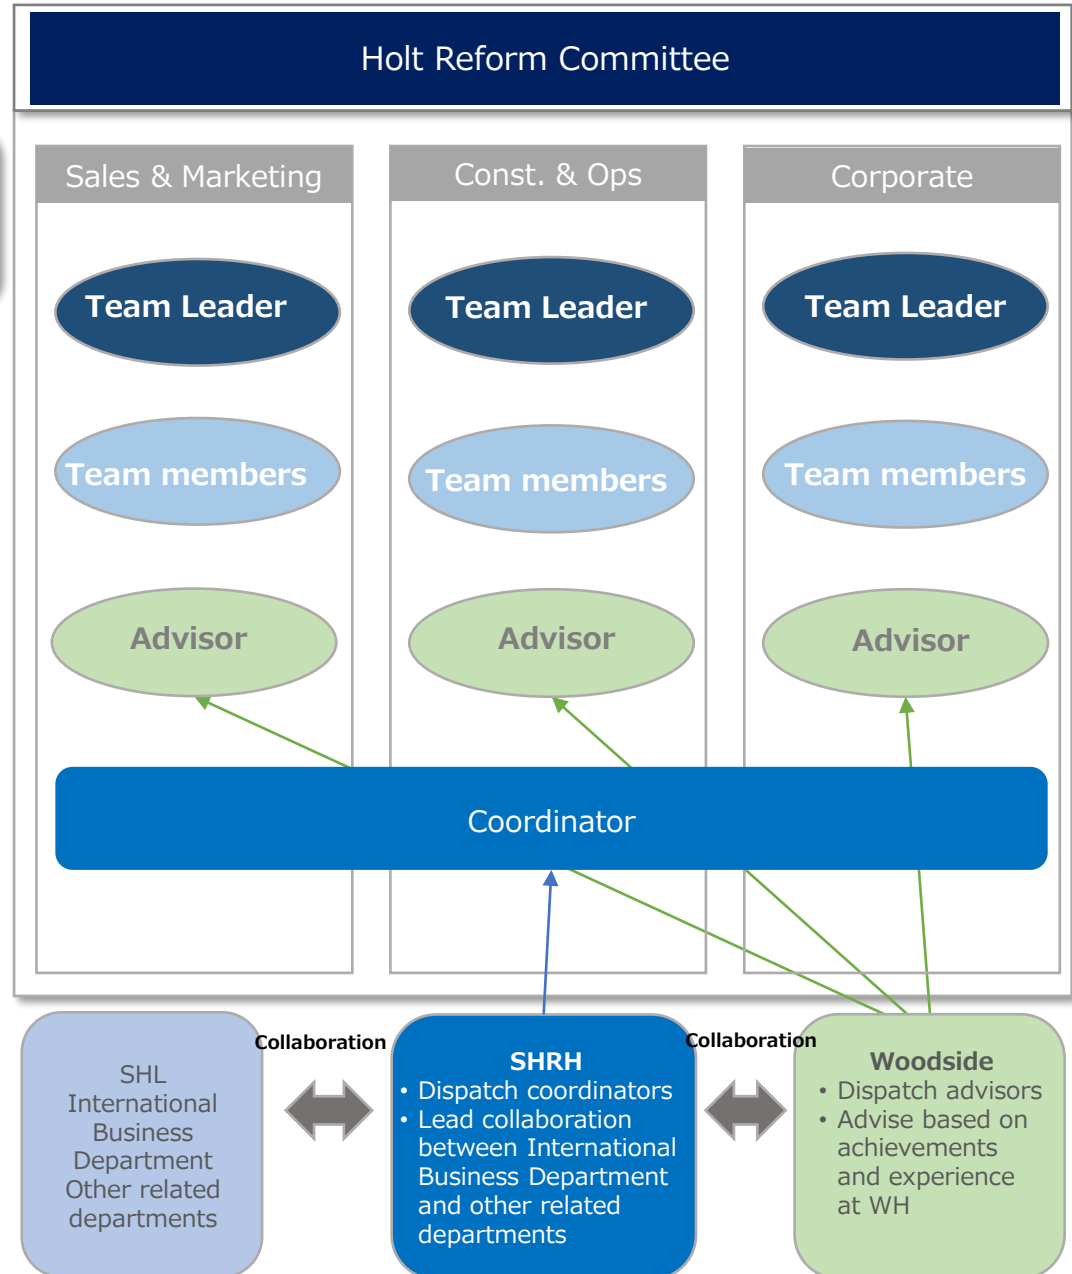 Holt Reform Committee
Sales & Marketing
Const. & Ops
Corporate
Team Leader
Team Leader
Team Leader
Team members
Team members
Team members
Advisor
Advisor
Advisor
Coordinator
SHL
International
Business
Department
Other related
departments
Collaboration
SHRH
• Dispatch coordinators
• Lead collaboration
between International
Business Department
and other related
departments
Collaboration
Woodside
• Dispatch advisors
• Advise based on
achievements
and experience
at WH